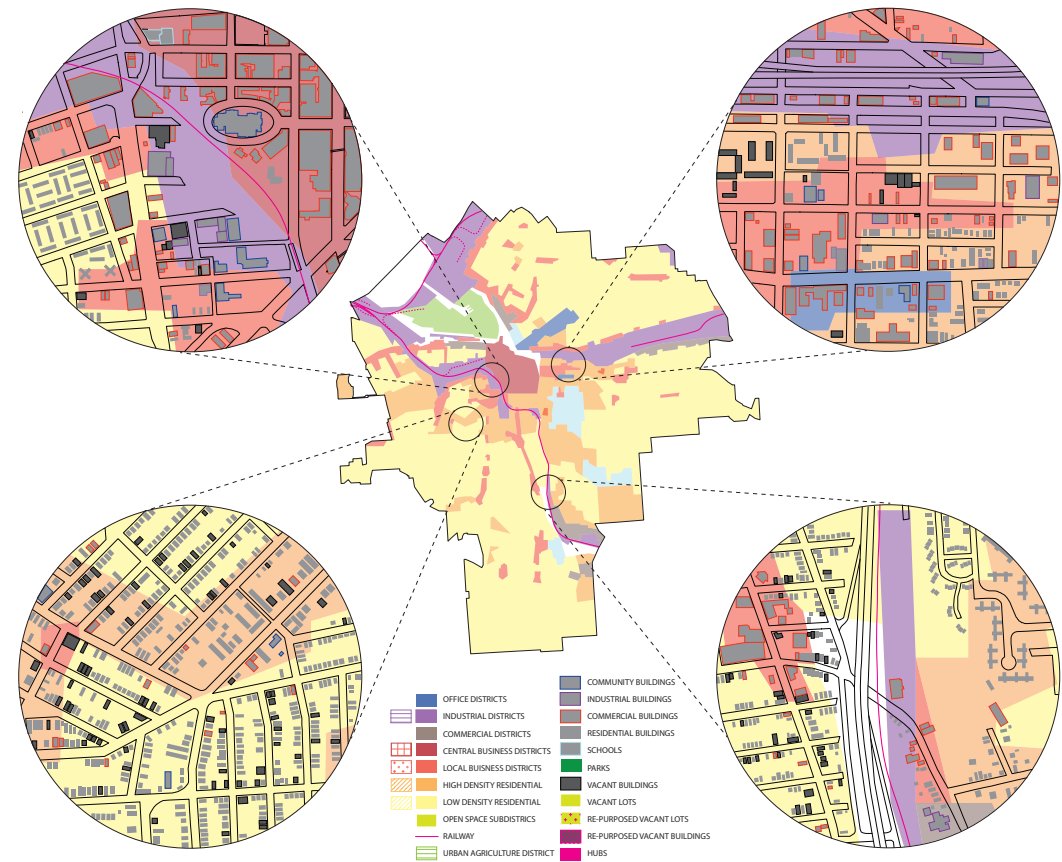 OFFICE DISTRICTS
INDUSTRIAL DISTRICTS
COMMERCIAL DISTRICTS
CENTRAL BUSINESS DISTRICTS
LOCAL BUSINESS DISTRICTS
HIGH DENSITY RESIDENTIAL
LOW DENSITY RESIDENTIAL
OPEN SPACE SUBDISTRICS
RAILWAY
URBAN AGRICULTURE DISTRICT
COMMUNITY BUILDINGS
INDUSTRIAL BUILDINGS
COMMERCIAL BUILDINGS
RESIDENTIAL BUILDINGS
SCHOOLS
PARKS
VACANT BUILDINGS
VACANT LOTS
RE-PURPOSED VACANT LOTS
RE-PURPOSED VACANT BUILDINGS
HUBS